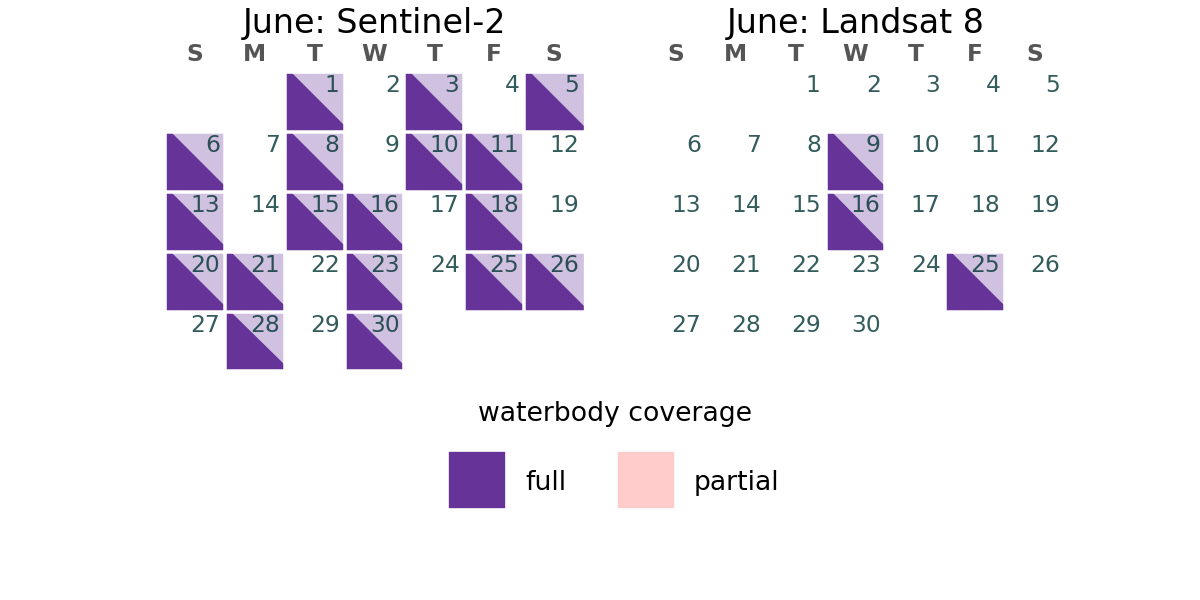 June: Sentinel-2
S M T W T F S
1 2 3 4 5
6 7 8 9 10 11 12
13 14 15 16 17 18 19
20 21 22 23 24 25 26
27 28 29 30
June: Landsat 8
S M T W T F S
1 2 3 4 5
6 7 8 9 10 11 12
13 14 15 16 17 18 19
20 21 22 23 24 25 26
27 28 29 30
waterbody coverage
full partial